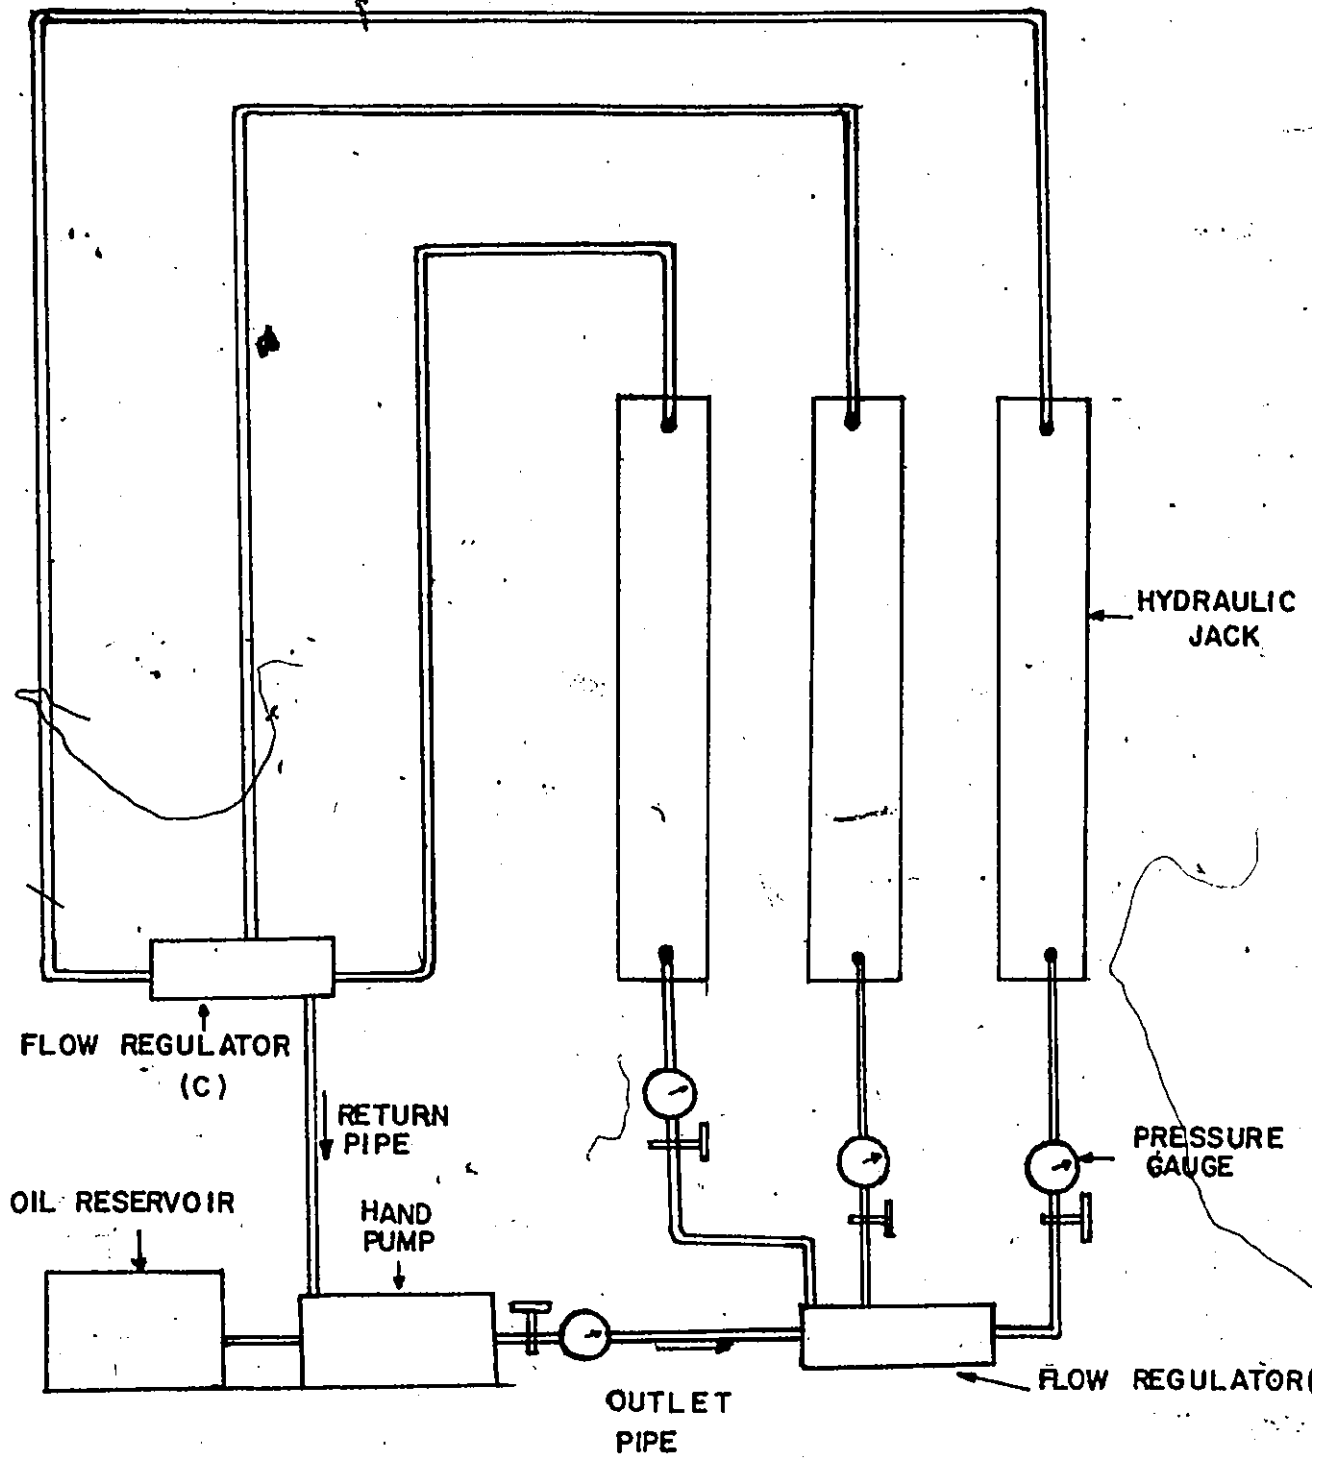 HYDRAULIC
JACK
FLOW REGULATOR
(C)
RETURN
PIPE
PRESSURE
GAUGE
OIL RESERVOIR
HAND
PUMP
FLOW REGULATOR(
OUTLET
PIPE